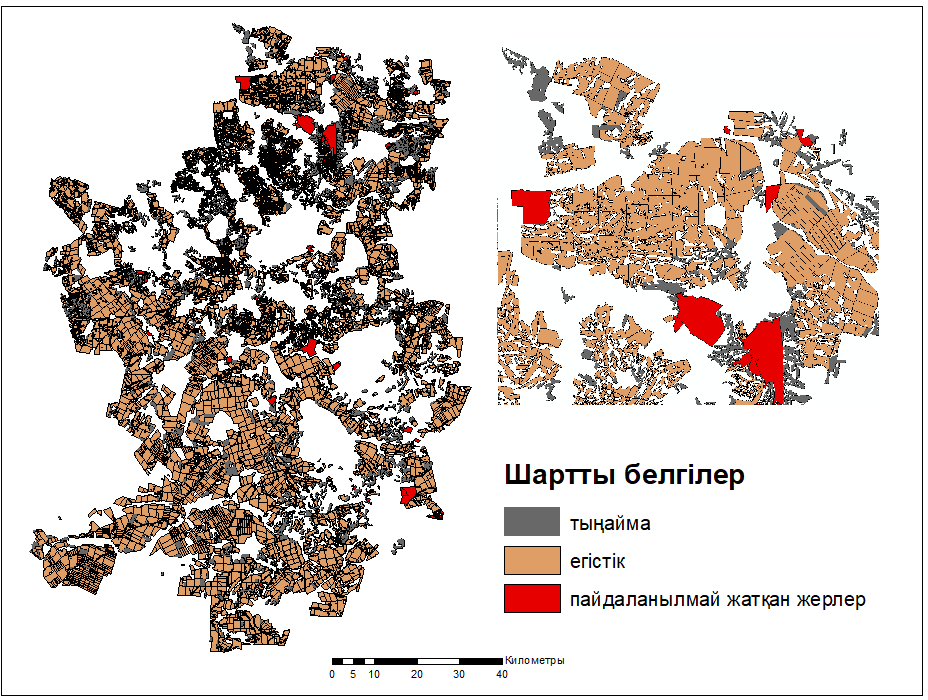 Шартты белгілер
тыңайма
егістік
пайдаланылмай жатқан жерлер
Километры
0 5 10 20 30 40